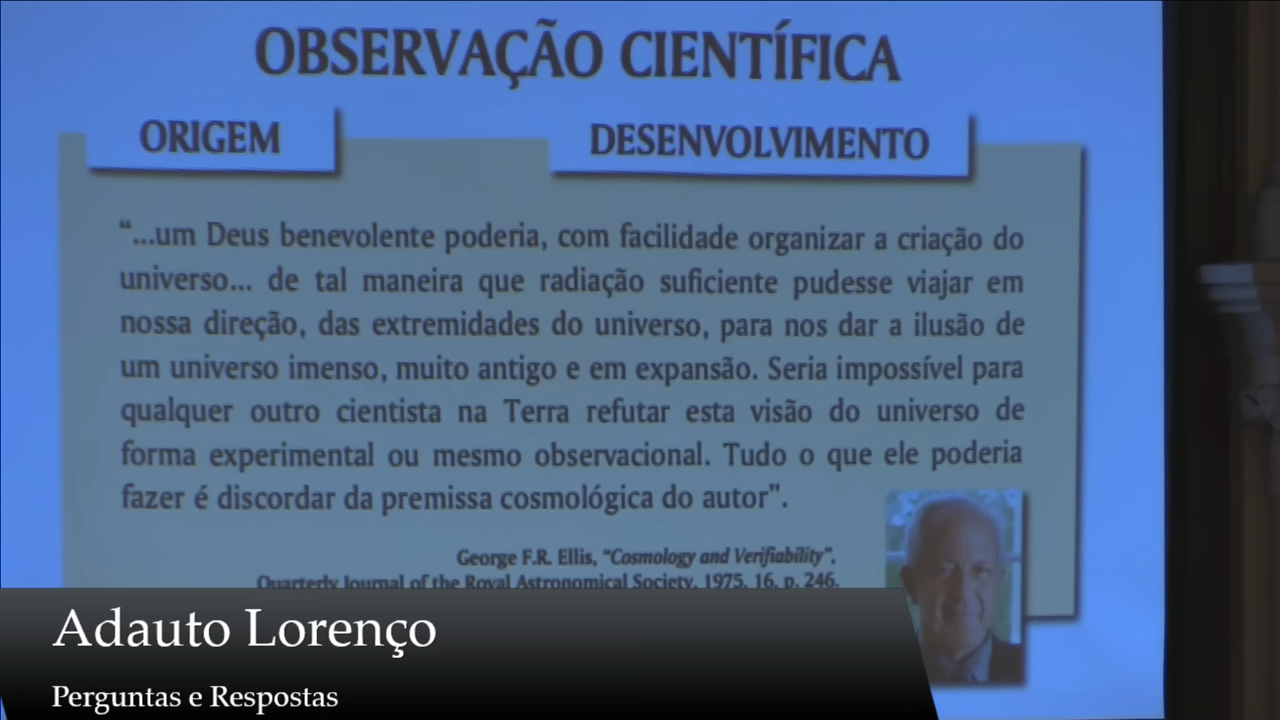 OBSERVAÇÃO CIENTÍFICA
ORIGEM
DESENVOLVIMENTO
“...um Deus benevolente poderia, com facilidade organizar a criação do
universo... de tal maneira que radiação suficiente pudesse viajar em
nossa direção, das extremidades do universo, para nos dar a ilusão de
um universo imenso, muito antigo e em expansão. Seria impossível para
qualquer outro cientista na Terra refutar esta visão do universo de
forma experimental ou mesmo observacional. Tudo o que ele poderia
fazer é discordar da premissa cosmológica do autor”.
George F.R. Ellis, “Cosmology and Verifiability”,
Quarterly Journal of the Royal Astronomical Society, 1975, 16, p. 246.
Adauto Lorenço
Perguntas e Respostas